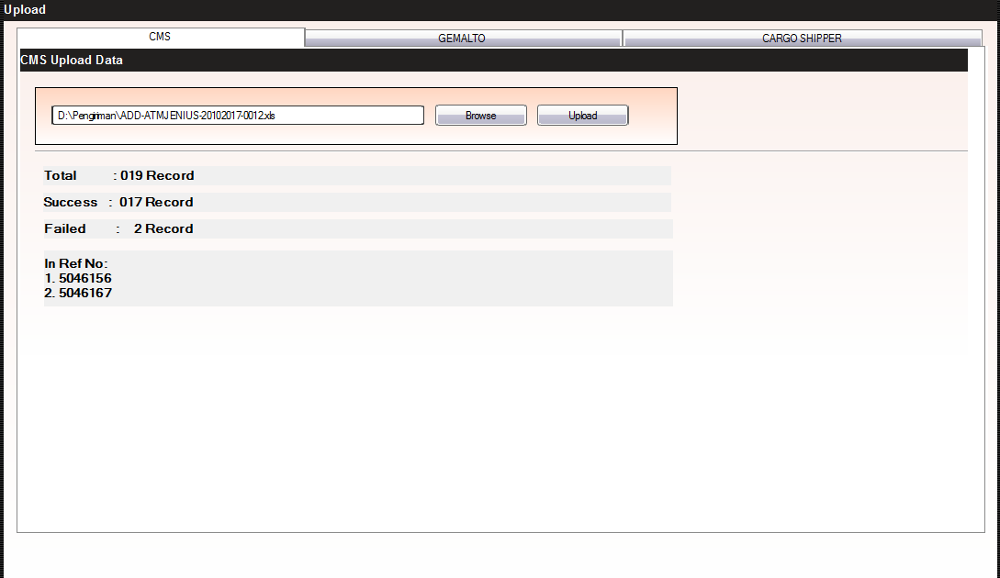 Upload
CMS GEMALTO CARGO SHIPPER
CMS Upload Data
D:\Pengiriman\ADD-ATMJENIUS-20102017-0012.xls Browse Upload
Total : 019 Record
Success : 017 Record
Failed : 2 Record
In Ref No:
1. 5046156
2. 5046167